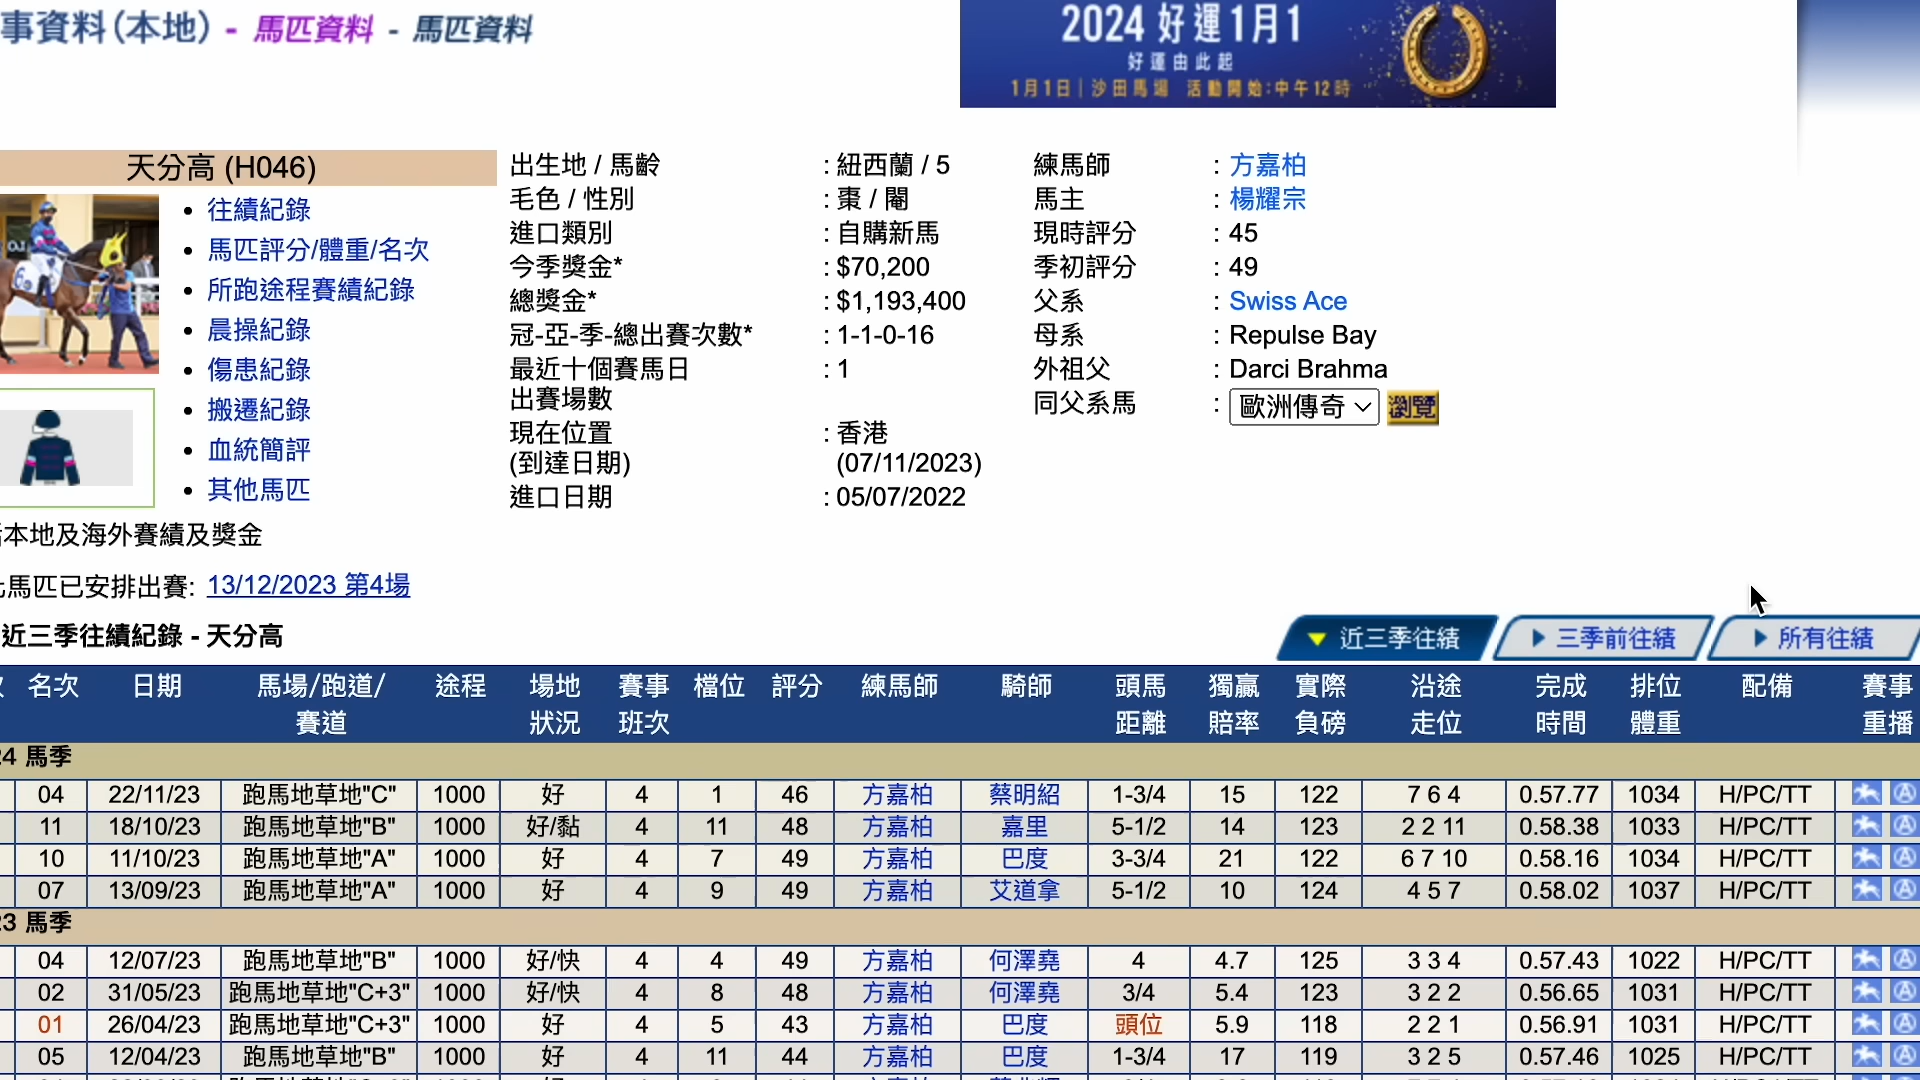 事資料(本地) - 馬匹資料 - 馬匹資料
2024 好運1月1
好運由此起
1月1日 | 沙田馬場 活動開始:中午12時
天分高 (H046)
往績紀錄
馬匹評分/體重/名次
所跑途程賽績紀錄
晨操紀錄
傷患紀錄
搬遷紀錄
血統簡評
其他馬匹
出生地 / 馬齡 : 紐西蘭 / 5
毛色 / 性別 : 棗 / 閹
進口類別 : 自購新馬
今季獎金* : $70,200
總獎金* : $1,193,400
冠-亞-季-總出賽次數* : 1-1-0-16
最近十個賽馬日 : 1
出賽場數
現在位置 : 香港
(到達日期) (07/11/2023)
進口日期 : 05/07/2022
練馬師 : 方嘉柏
馬主 : 楊耀宗
現時評分 : 45
季初評分 : 49
父系 : Swiss Ace
母系 : Repulse Bay
外祖父 : Darci Brahma
同父系馬 : 歐洲傳奇 瀏覽
本地及海外賽績及獎金
馬匹已安排出賽: 13/12/2023 第4場
近三季往績紀錄 - 天分高
近三季往績 三季前往績 所有往績
名次 日期 馬場/跑道/賽道 途程 場地狀況 賽事班次 檔位 評分 練馬師 騎師 頭馬距離 獨贏賠率 實際負磅 沿途走位 完成時間 排位體重 配備 賽事重播
24 馬季
04 22/11/23 跑馬地草地"C" 1000 好 4 1 46 方嘉柏 蔡明紹 1-3/4 15 122 7 6 4 0.57.77 1034 H/PC/TT
11 18/10/23 跑馬地草地"B" 1000 好/黏 4 11 48 方嘉柏 嘉里 5-1/2 14 123 2 2 11 0.58.38 1033 H/PC/TT
10 11/10/23 跑馬地草地"A" 1000 好 4 7 49 方嘉柏 巴度 3-3/4 21 122 6 7 10 0.58.16 1034 H/PC/TT
07 13/09/23 跑馬地草地"A" 1000 好 4 9 49 方嘉柏 艾道拿 5-1/2 10 124 4 5 7 0.58.02 1037 H/PC/TT
23 馬季
04 12/07/23 跑馬地草地"B" 1000 好/快 4 4 49 方嘉柏 何澤堯 4 4.7 125 3 3 4 0.57.43 1022 H/PC/TT
02 31/05/23 跑馬地草地"C+3" 1000 好/快 4 8 48 方嘉柏 何澤堯 3/4 5.4 123 3 2 2 0.56.65 1031 H/PC/TT
01 26/04/23 跑馬地草地"C+3" 1000 好 4 5 43 方嘉柏 巴度 頭位 5.9 118 2 2 1 0.56.91 1031 H/PC/TT
05 12/04/23 跑馬地草地"B" 1000 好 4 11 44 方嘉柏 巴度 1-3/4 17 119 3 2 5 0.57.46 1025 H/PC/TT